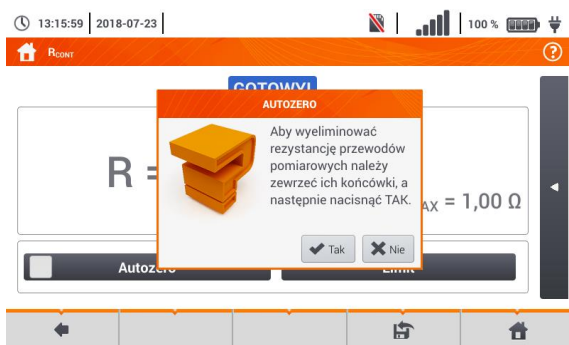 13:15:59 2018-07-23 100 %
RCONT ?
GOTOWY!
AUTOZERO
Aby wyeliminować
rezystancję przewodów
pomiarowych należy
zewrzeć ich końcówki, a
następnie nacisnąć TAK.
R =
= 1,00 Ω
Tak Nie
Autozero Limit